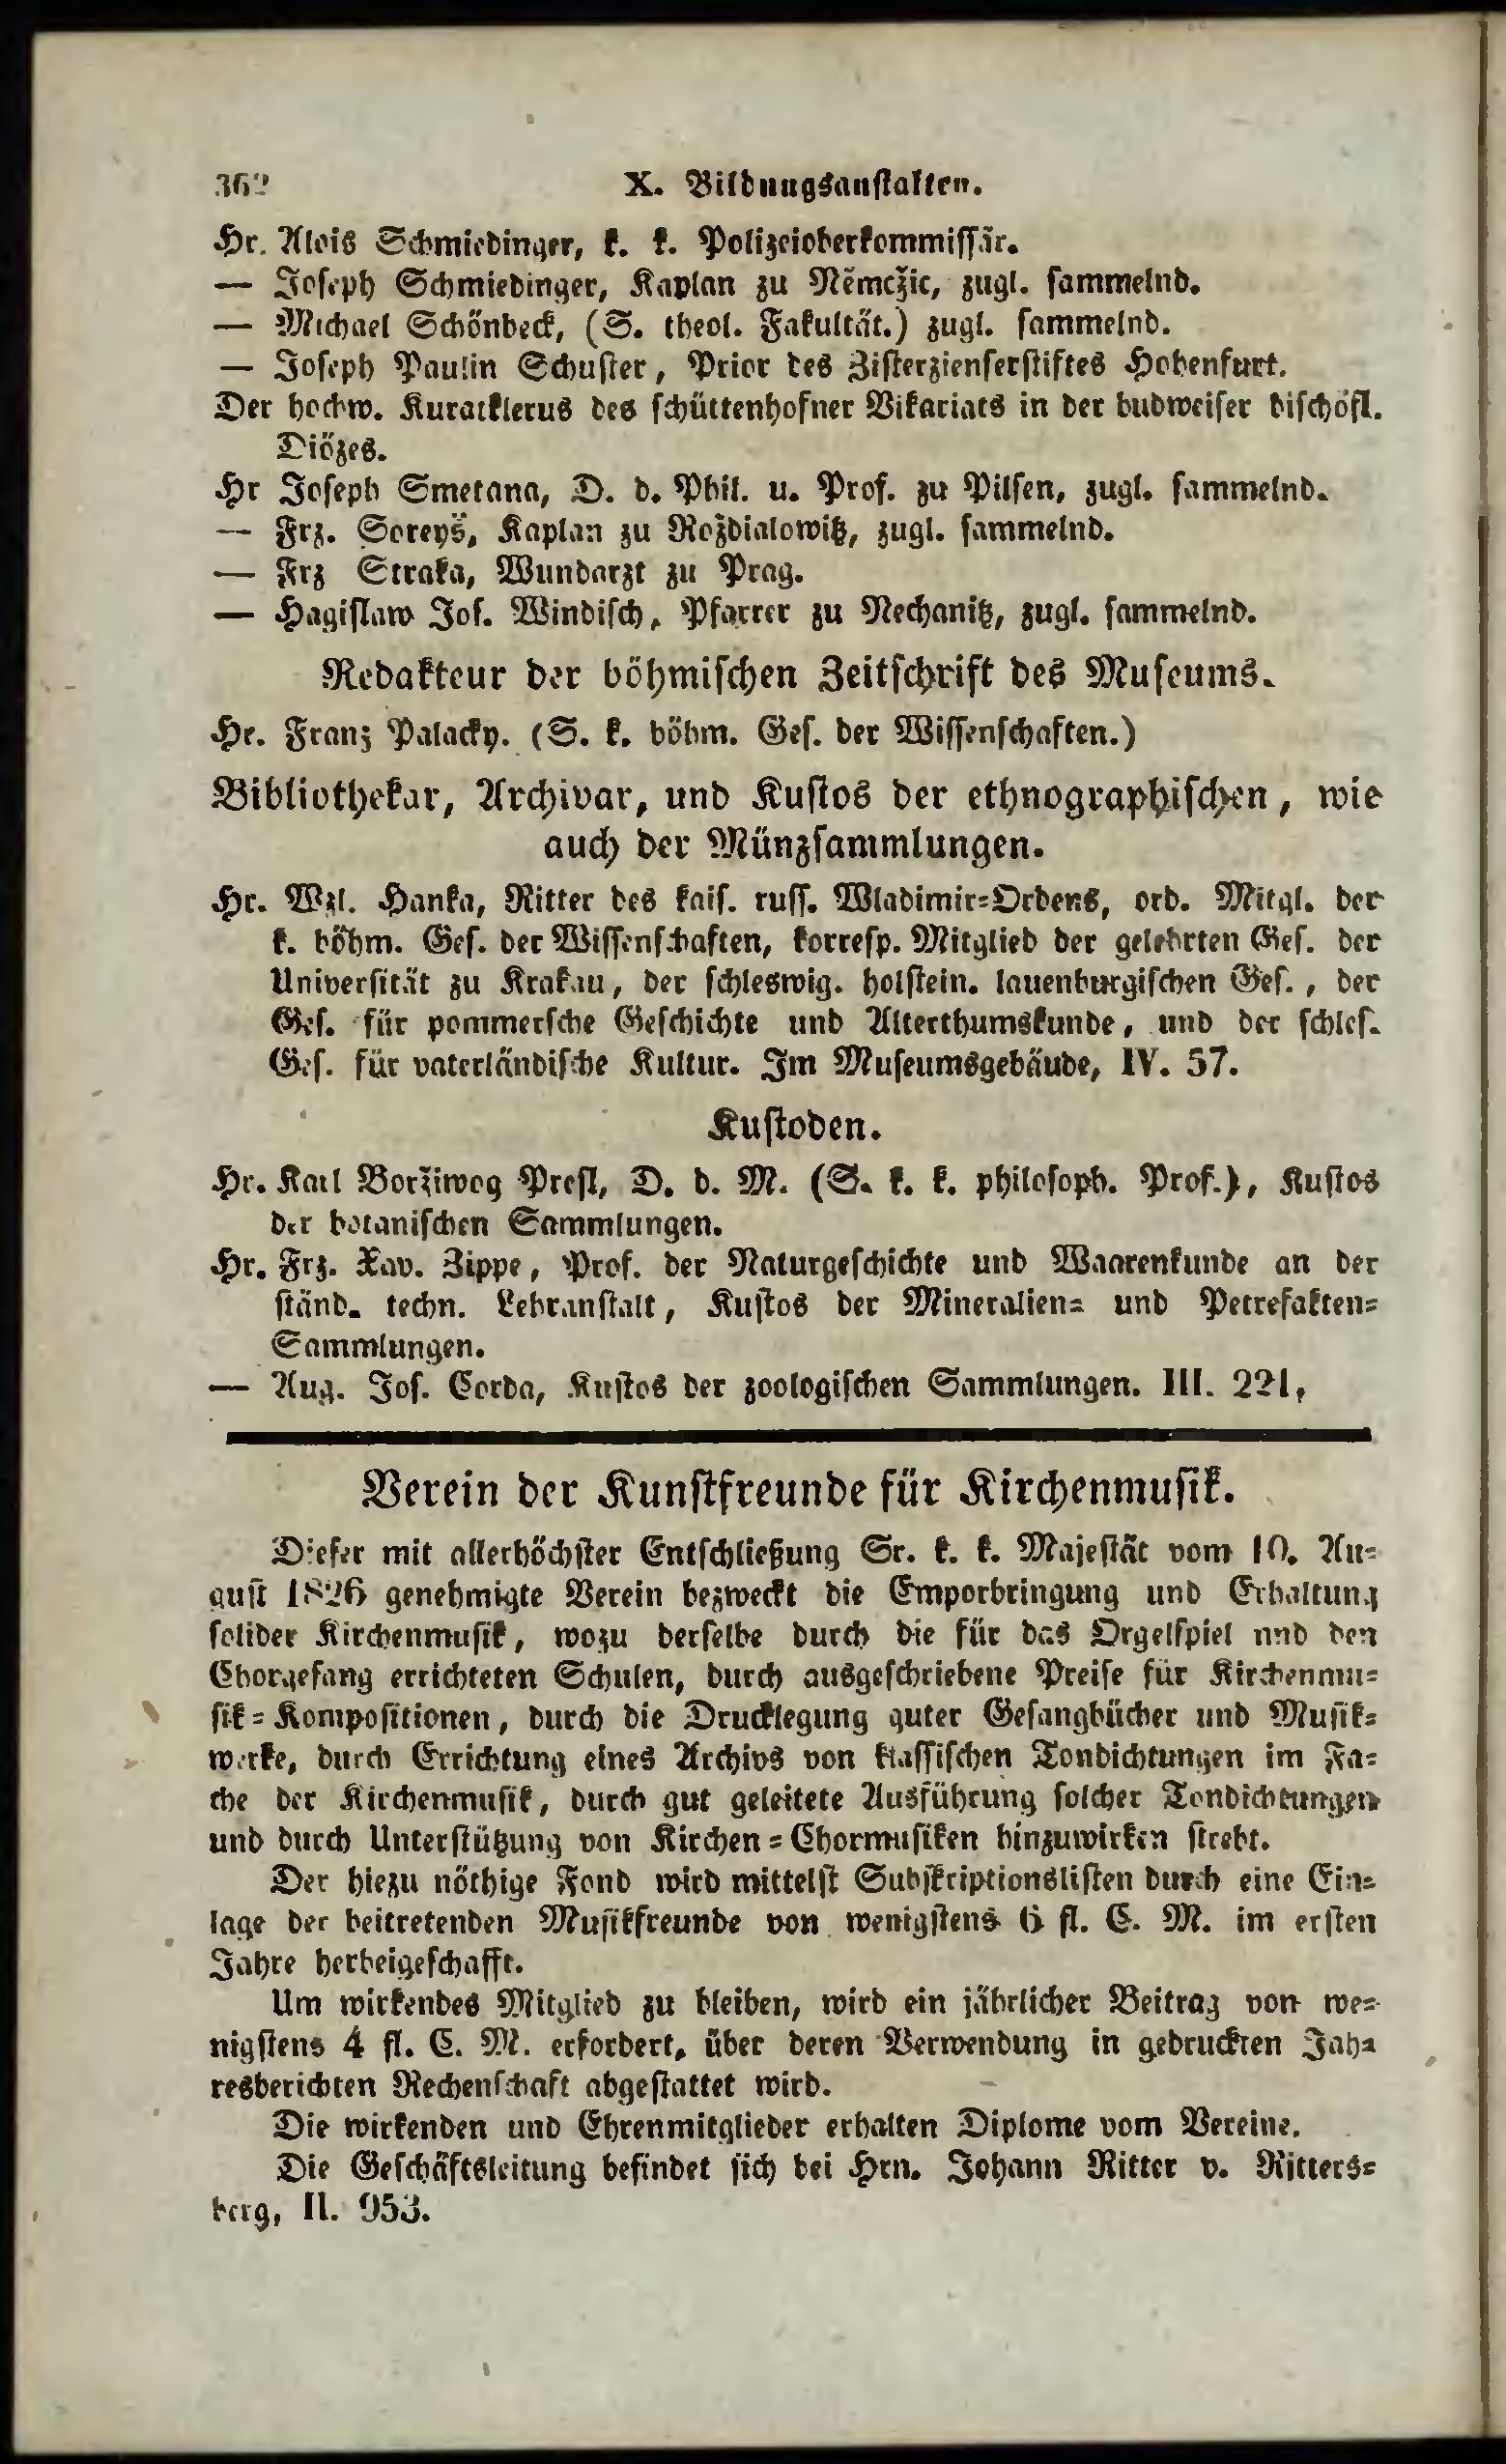 362 X. Bildungsanstalten.
Hr. Alois Schmiedinger, k. k. Polizeioberkommissär.
— Joseph Schmiedinger, Kaplan zu Němcžic, zugl. sammelnd.
— Michael Schönbeck, (S. theol. Fakultät.) zugl. sammelnd.
— Joseph Paulin Schuster, Prior des Zisterzienserstiftes Hohenfurt.
Der hochw. Kuratklerus des schüttenhofner Vikariats in der budweiser bischöfl.
Diözes.
Hr Joseph Smetana, D. d. Phil. u. Prof. zu Pilsen, zugl. sammelnd.
— Frz. Soreyš, Kaplan zu Roždialowitz, zugl. sammelnd.
— Frz Straka, Wundarzt zu Prag.
— Hagislaw Jos. Windisch, Pfarrer zu Nechanitz, zugl. sammelnd.
Redakteur der böhmischen Zeitschrift des Museums.
Hr. Franz Palacky. (S. k. böhm. Ges. der Wissenschaften.)
Bibliothekar, Archivar, und Kustos der ethnographischen, wie
auch der Münzsammlungen.
Hr. Wzl. Hanka, Ritter des kais. russ. Wladimir=Ordens, ord. Mitgl. der
k. böhm. Ges. der Wissenschaften, korresp. Mitglied der gelehrten Ges. der
Universität zu Krakau, der schleswig. holstein. lauenburgischen Ges., der
Ges. für pommersche Geschichte und Alterthumskunde, und der schles.
Ges. für vaterländische Kultur. Im Museumsgebäude, IV. 57.
Kustoden.
Hr. Karl Boržiwog Presl, D. d. M. (S. k. k. philosoph. Prof.), Kustos
der botanischen Sammlungen.
Hr. Frz. Xav. Zippe, Prof. der Naturgeschichte und Waarenkunde an der
ständ. techn. Lehranstalt, Kustos der Mineralien= und Petrefakten=
Sammlungen.
— Aug. Jos. Corda, Kustos der zoologischen Sammlungen. III. 221,
Verein der Kunstfreunde für Kirchenmusik.
Dieser mit allerhöchster Entschließung Sr. k. k. Majestät vom 10. Au=
gust 1826 genehmigte Verein bezweckt die Emporbringung und Erhaltung
solider Kirchenmusik, wozu derselbe durch die für das Orgelspiel nnd den
Chorgesang errichteten Schulen, durch ausgeschriebene Preise für Kirchenmu=
sik=Kompositionen, durch die Drucklegung guter Gesangbücher und Musik=
werke, durch Errichtung eines Archivs von klassischen Tondichtungen im Fa=
che der Kirchenmusik, durch gut geleitete Ausführung solcher Tondichtungen
und durch Unterstützung von Kirchen=Chormusiken hinzuwirken strebt.
Der hiezu nöthige Fond wird mittelst Subskriptionslisten durch eine Ein=
lage der beitretenden Musikfreunde von wenigstens 6 fl. C. M. im ersten
Jahre herbeigeschafft.
Um wirkendes Mitglied zu bleiben, wird ein jährlicher Beitrag von we=
nigstens 4 fl. C. M. erfordert, über deren Verwendung in gedruckten Jah=
resberichten Rechenschaft abgestattet wird.
Die wirkenden und Ehrenmitglieder erhalten Diplome vom Vereine.
Die Geschäftsleitung befindet sich bei Hrn. Johann Ritter v. Ritters=
berg, II. 953.